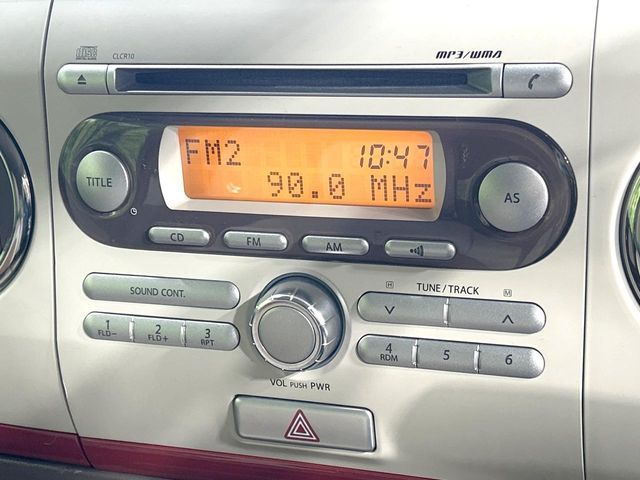 CLCR10
MP3/WMA
FM2 10:47
90.0 MHz
TITLE
AS
CD FM AM
SOUND CONT.
H TUNE/TRACK M
1 FLD- 2 FLD+ 3 RPT
4 RDM 5 6
VOL PUSH PWR